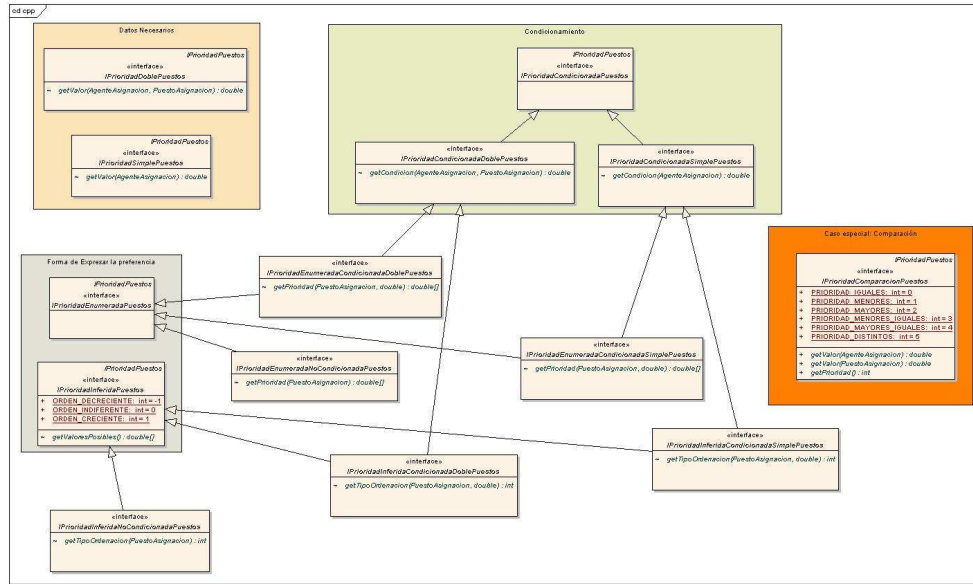 cd cpp
Datos Necesarios
IPrioridadPuestos
«interface»
IPrioridadDoblePuestos
~ getValor(AgenteAsignacion, PuestoAsignacion) : double
IPrioridadPuestos
«interface»
IPrioridadSimplePuestos
~ getValor(AgenteAsignacion) : double
Condicionamiento
IPrioridadPuestos
«interface»
IPrioridadCondicionadaPuestos
«interface»
IPrioridadCondicionadaDoblePuestos
~ getCondicion(AgenteAsignacion, PuestoAsignacion) : double
«interface»
IPrioridadCondicionadaSimplePuestos
~ getCondicion(AgenteAsignacion) : double
Caso especial: Comparación
IPrioridadPuestos
«interface»
IPrioridadComparacionPuestos
+ PRIORIDAD_IGUALES: int = 0
+ PRIORIDAD_MENORES: int = 1
+ PRIORIDAD_MAYORES: int = 2
+ PRIORIDAD_MENORES_IGUALES: int = 3
+ PRIORIDAD_MAYORES_IGUALES: int = 4
+ PRIORIDAD_DISTINTOS: int = 5
+ getValor(AgenteAsignacion) : double
+ getValor(PuestoAsignacion) : double
+ getPrioridad() : int
Forma de Exprezar la preferencia
IPrioridadPuestos
«interface»
IPrioridadEnumeradaPuestos
IPrioridadPuestos
«interface»
IPrioridadInferidaPuestos
+ ORDEN_DECRECIENTE: int = -1
+ ORDEN_INDIFERENTE: int = 0
+ ORDEN_CRECIENTE: int = 1
~ getValoresPosibles() : double[]
«interface»
IPrioridadEnumeradaCondicionadaDoblePuestos
~ getPrioridad(PuestoAsignacion, double) : double[]
«interface»
IPrioridadEnumeradaNoCondicionadaPuestos
~ getPrioridad(PuestoAsignacion) : double[]
«interface»
IPrioridadEnumeradaCondicionadaSimplePuestos
~ getPrioridad(PuestoAsignacion, double) : double[]
«interface»
IPrioridadInferidaCondicionadaSimplePuestos
~ getTipoOrdenacion(PuestoAsignacion, double) : int
«interface»
IPrioridadInferidaCondicionadaDoblePuestos
~ getTipoOrdenacion(PuestoAsignacion, double) : int
«interface»
IPrioridadInferidaNoCondicionadaPuestos
~ getTipoOrdenacion(PuestoAsignacion) : int